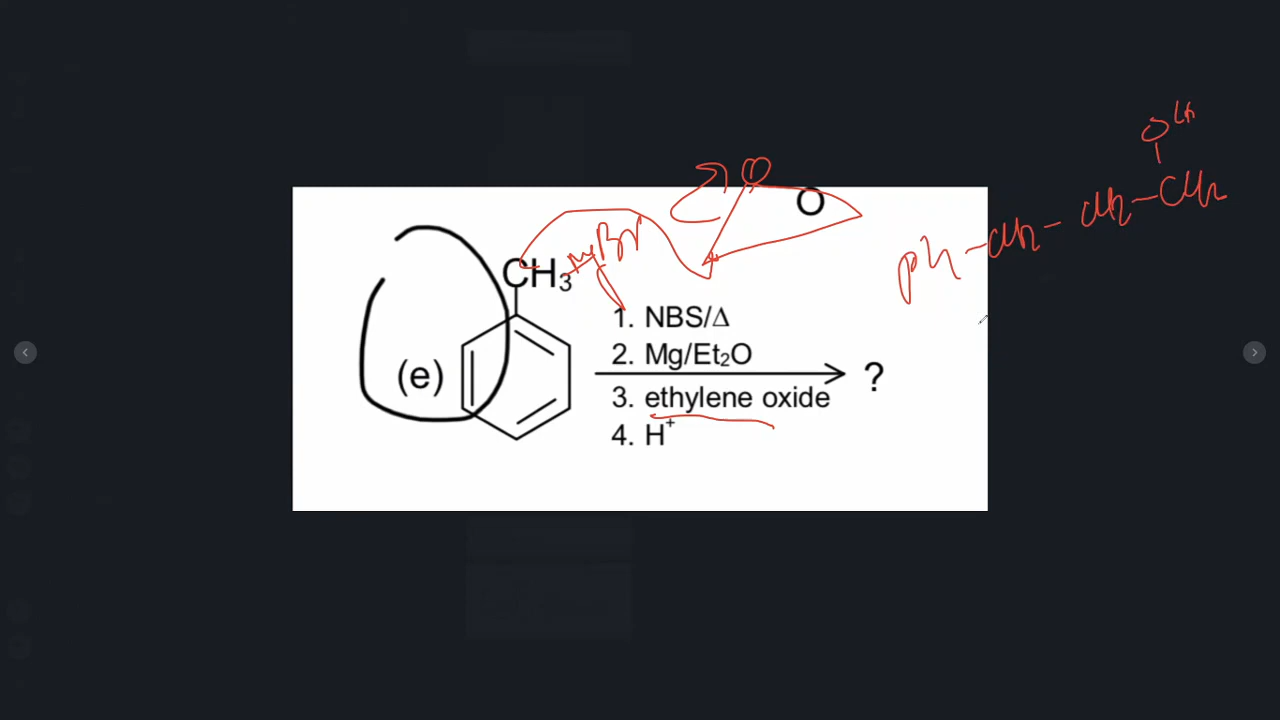 O
OH
Ph-CH2-CH2-CH2
MgBr
O
CH3
1. NBS/Δ
2. Mg/Et2O
(e)
?
3. ethylene oxide
4. H+